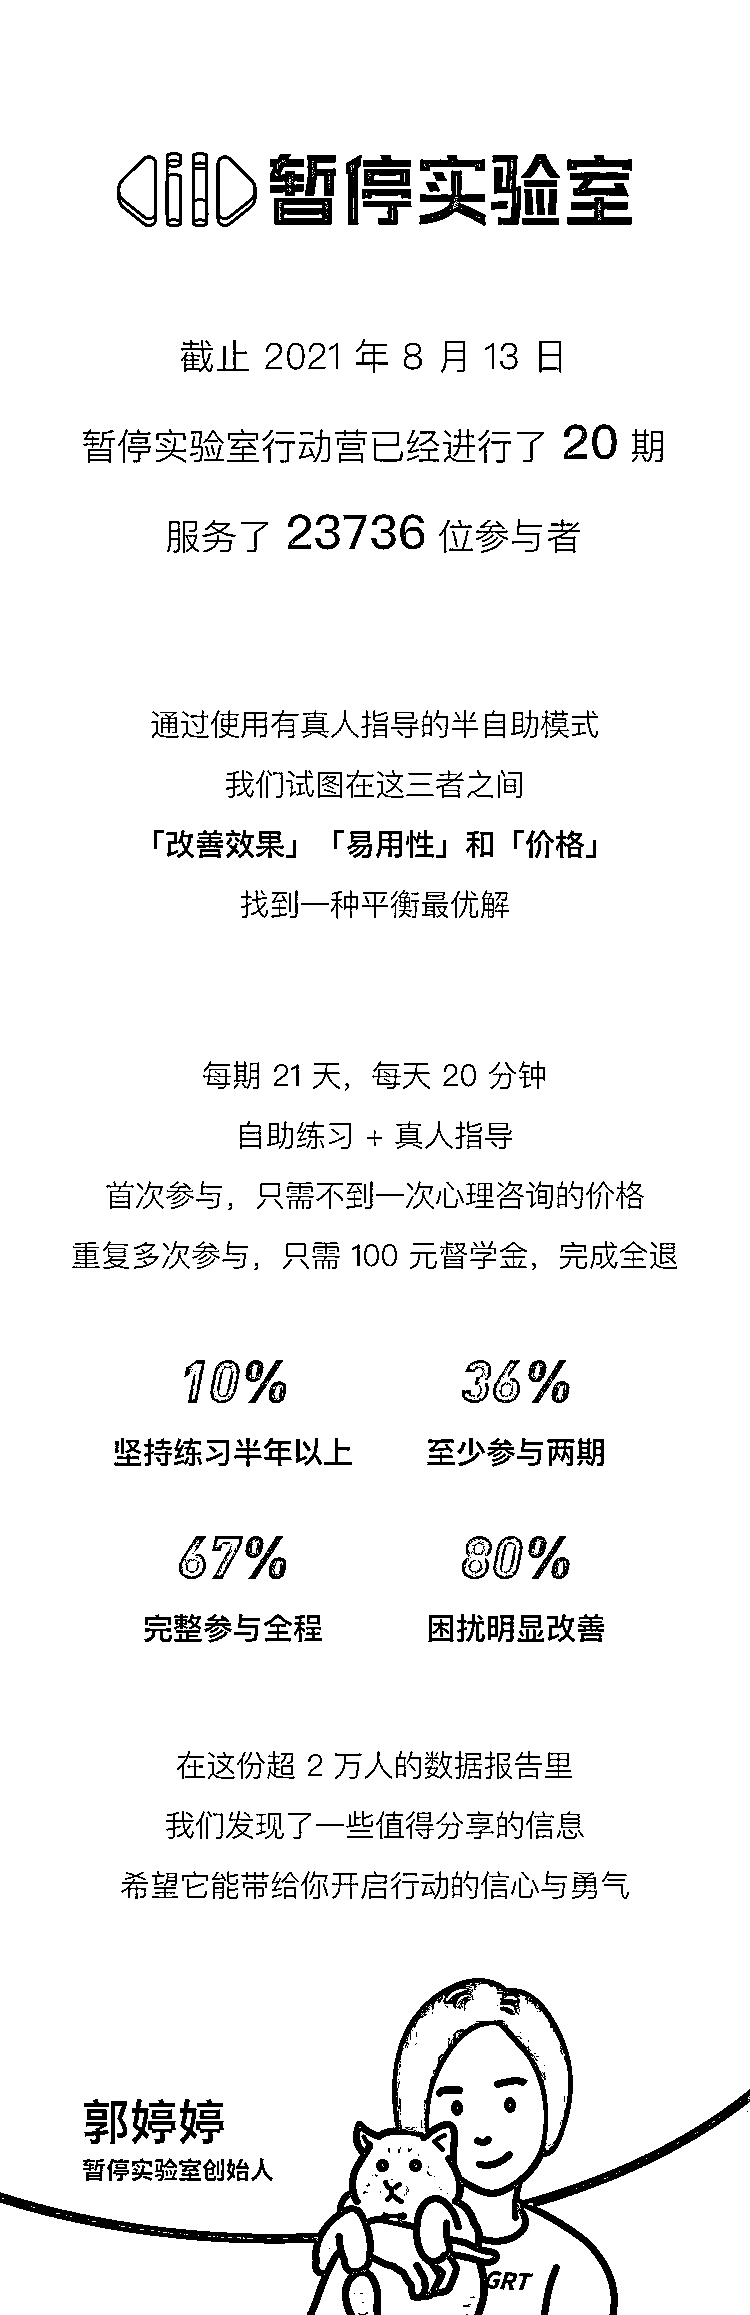 暂停实验室
截止 2021 年 8 月 13 日
暂停实验室行动营已经进行了 20 期
服务了 23736 位参与者
通过使用有真人指导的半自助模式
我们试图在这三者之间
「改善效果」「易用性」和「价格」
找到一种平衡最优解
每期 21 天，每天 20 分钟
自助练习 + 真人指导
首次参与，只需不到一次心理咨询的价格
重复多次参与，只需 100 元督学金，完成全退
10% 36%
坚持练习半年以上 至少参与两期
67% 80%
完整参与全程 困扰明显改善
在这份超 2 万人的数据报告里
我们发现了一些值得分享的信息
希望它能带给你开启行动的信心与勇气
郭婷婷
暂停实验室创始人
GRT